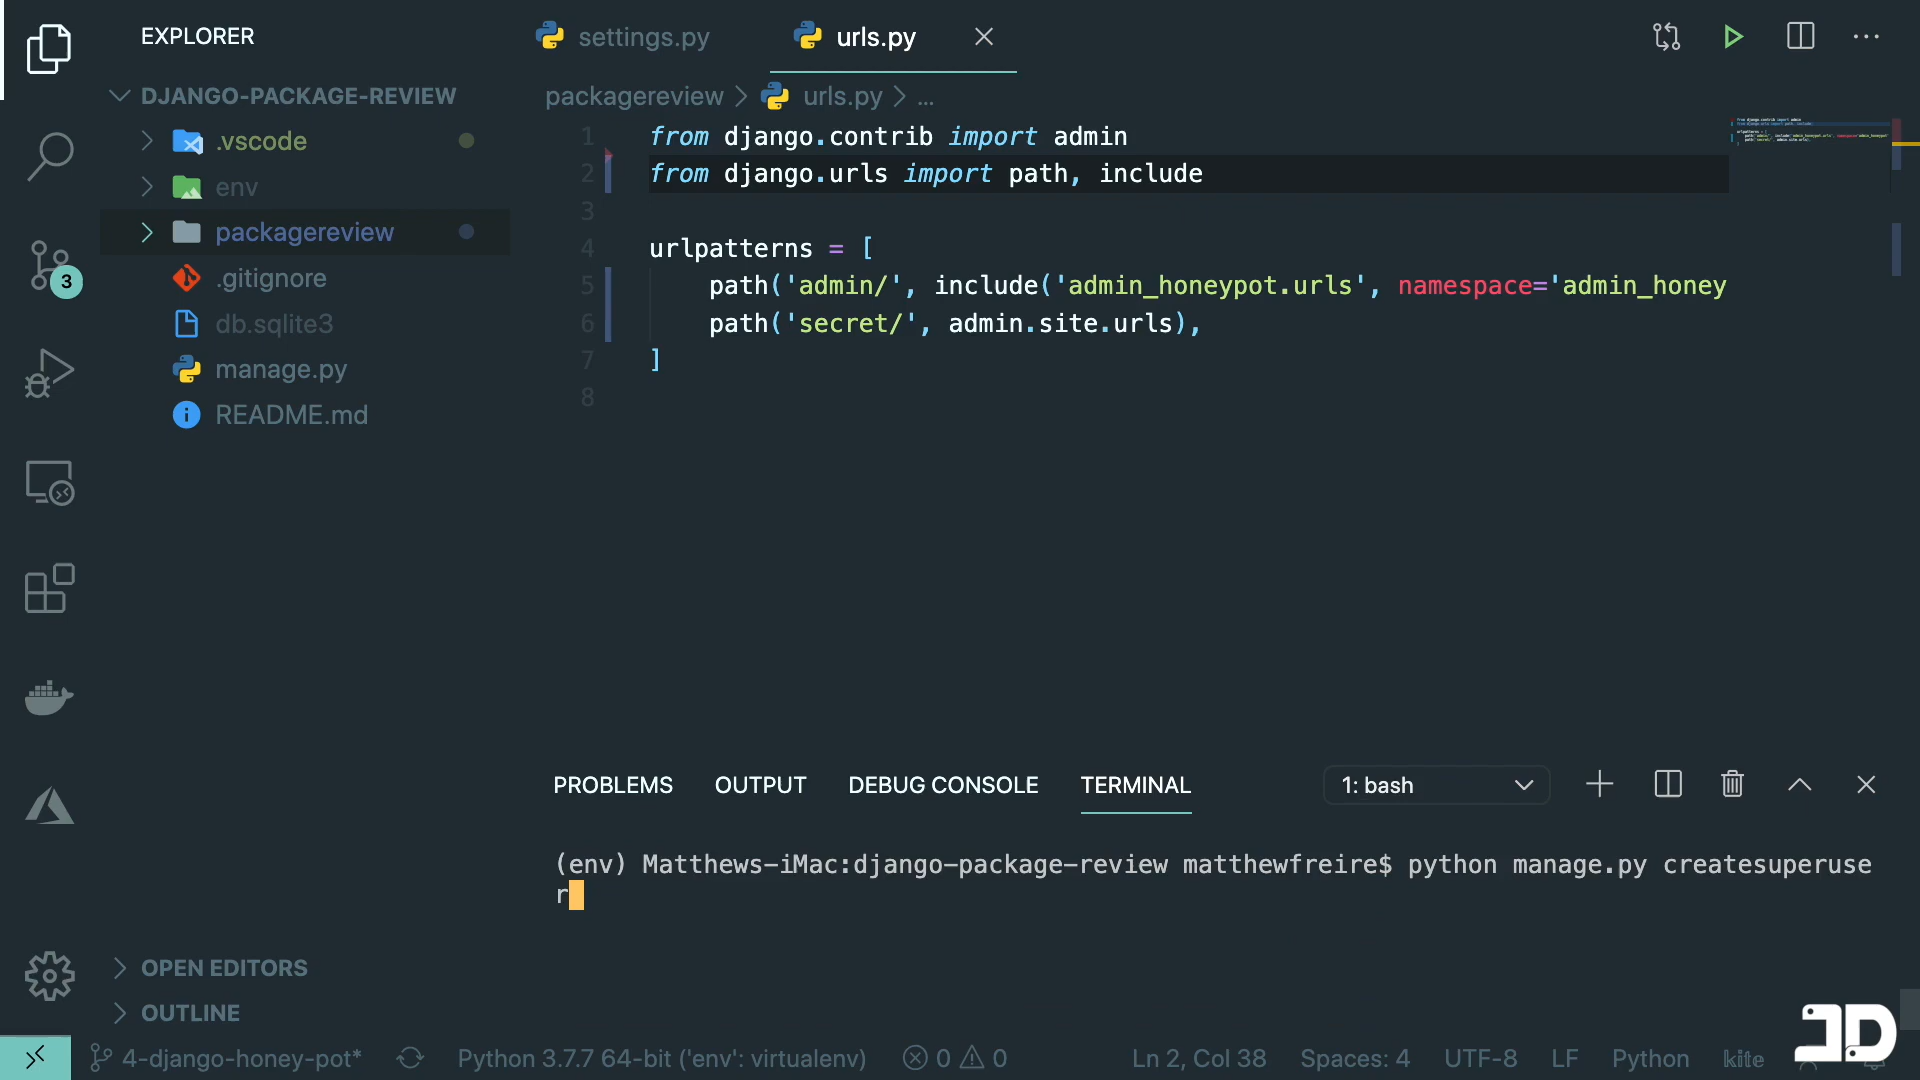 EXPLORER
settings.py
urls.py
DJANGO-PACKAGE-REVIEW
packagereview > urls.py > ...
.vscode
env
packagereview
.gitignore
db.sqlite3
manage.py
README.md
3
1 from django.contrib import admin
2 from django.urls import path, include
3
4 urlpatterns = [
5 path('admin/', include('admin_honeypot.urls', namespace='admin_honey
6 path('secret/', admin.site.urls),
7 ]
8
PROBLEMS OUTPUT DEBUG CONSOLE TERMINAL
1: bash
(env) Matthews-iMac:django-package-review matthewfreire$ python manage.py createsuperuse
r
OPEN EDITORS
OUTLINE
JD
4-django-honey-pot* Python 3.7.7 64-bit ('env': virtualenv) 0 0 Ln 2, Col 38 Spaces: 4 UTF-8 LF Python kite